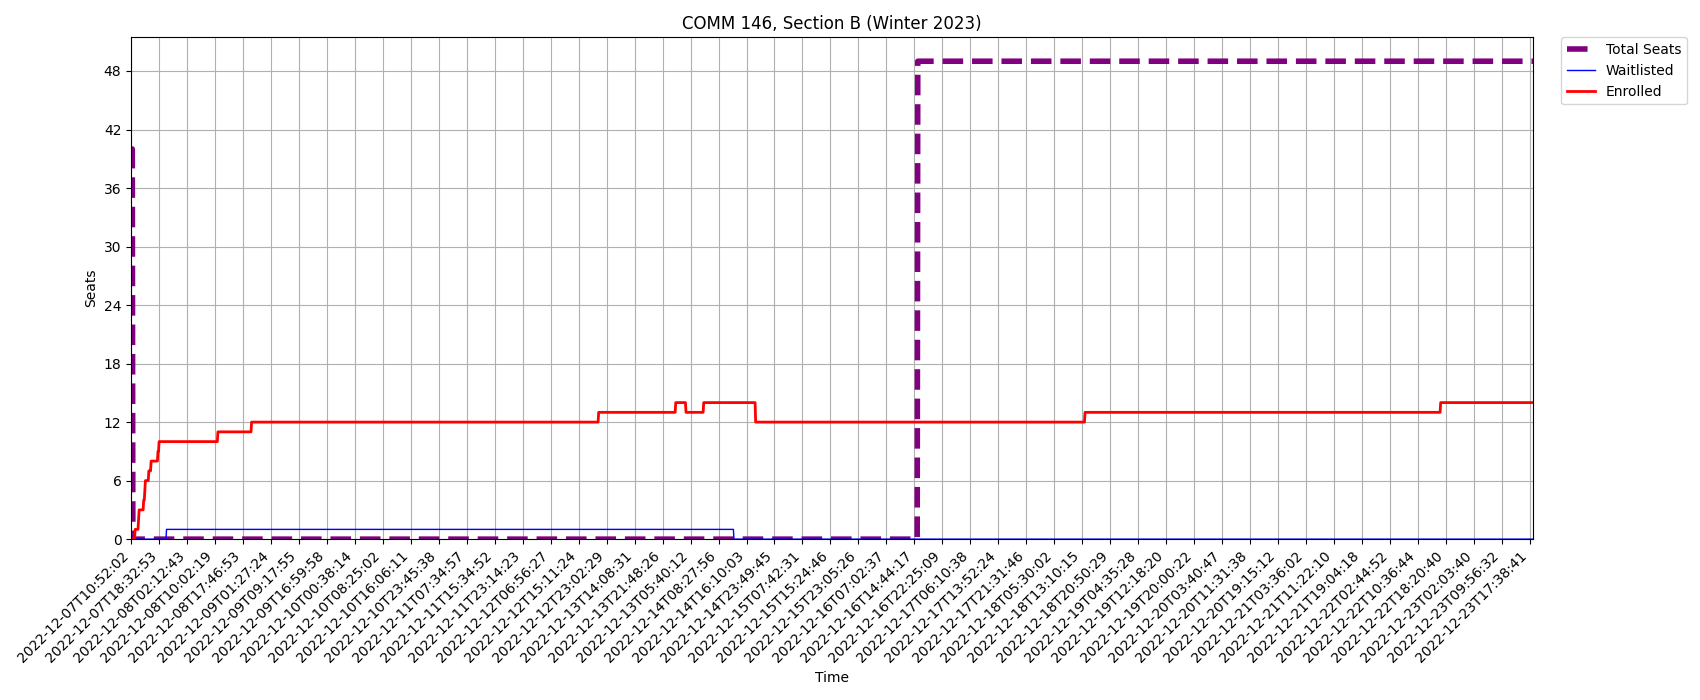 COMM 146, Section B (Winter 2023)
Total Seats
Waitlisted
Enrolled
Seats
48
42
36
30
24
18
12
6
0
2022-12-07T10:52:02
2022-12-07T18:32:53
2022-12-08T02:12:43
2022-12-08T10:02:19
2022-12-08T17:46:53
2022-12-09T01:27:24
2022-12-09T09:17:55
2022-12-09T16:59:58
2022-12-10T00:38:14
2022-12-10T08:25:02
2022-12-10T16:06:11
2022-12-10T23:45:38
2022-12-11T07:34:57
2022-12-11T15:34:52
2022-12-11T23:14:23
2022-12-12T06:56:27
2022-12-12T15:11:24
2022-12-12T23:02:29
2022-12-13T14:08:31
2022-12-13T21:48:26
2022-12-13T05:40:12
2022-12-14T08:27:56
2022-12-14T16:10:03
2022-12-14T23:49:45
2022-12-15T07:42:31
2022-12-15T15:24:46
2022-12-15T23:05:26
2022-12-16T07:02:37
2022-12-16T14:44:17
2022-12-16T22:25:09
2022-12-17T06:10:38
2022-12-17T13:52:24
2022-12-17T21:31:46
2022-12-18T05:30:02
2022-12-18T13:10:15
2022-12-18T20:50:29
2022-12-19T04:35:28
2022-12-19T12:18:20
2022-12-19T20:00:22
2022-12-20T03:40:47
2022-12-20T11:31:38
2022-12-20T19:15:12
2022-12-21T03:36:02
2022-12-21T11:22:10
2022-12-21T19:04:18
2022-12-22T02:44:52
2022-12-22T10:36:44
2022-12-22T18:20:40
2022-12-23T02:03:40
2022-12-23T09:56:32
2022-12-23T17:38:41
Time